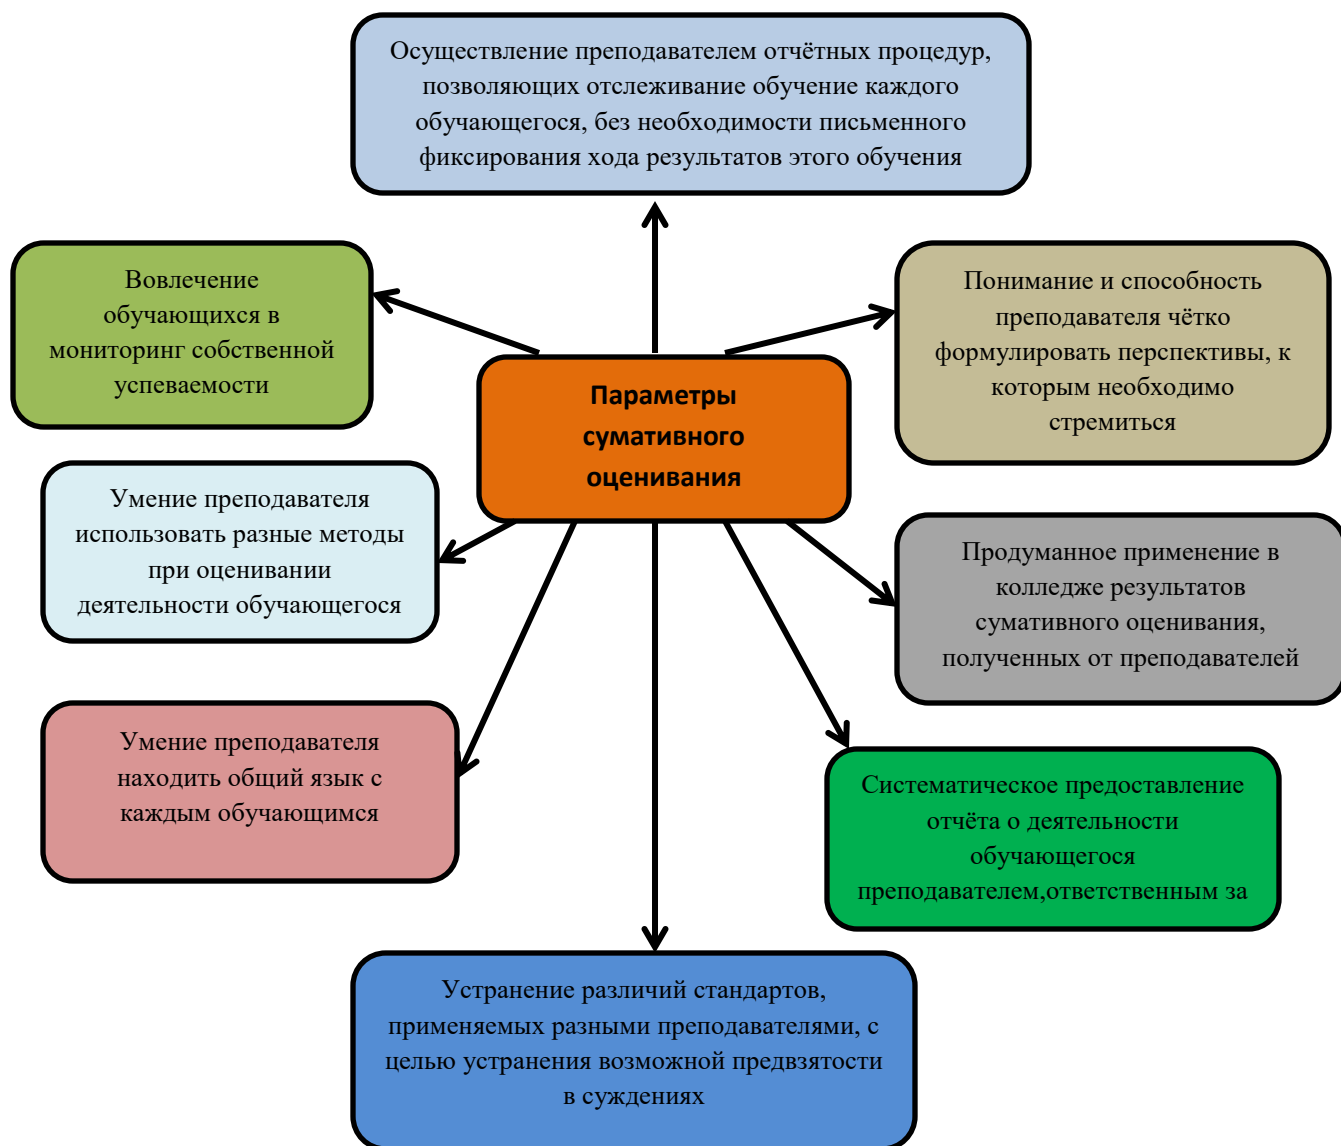 Осуществление преподавателем отчётных процедур,
позволяющих отслеживание обучение каждого
обучающегося, без необходимости письменного
фиксирования хода результатов этого обучения
Вовлечение
обучающихся в
мониторинг собственной
успеваемости
Понимание и способность
преподавателя чётко
формулировать перспективы, к
которым необходимо
стремиться
Параметры
сумативного
оценивания
Умение преподавателя
использовать разные методы
при оценивании
деятельности обучающегося
Продуманное применение в
колледже результатов
сумативного оценивания,
полученных от преподавателей
Умение преподавателя
находить общий язык с
каждым обучающимся
Систематическое предоставление
отчёта о деятельности
обучающегося
преподавателем,ответственным за
Устранение различий стандартов,
применяемых разными преподавателями, с
целью устранения возможной предвзятости
в суждениях